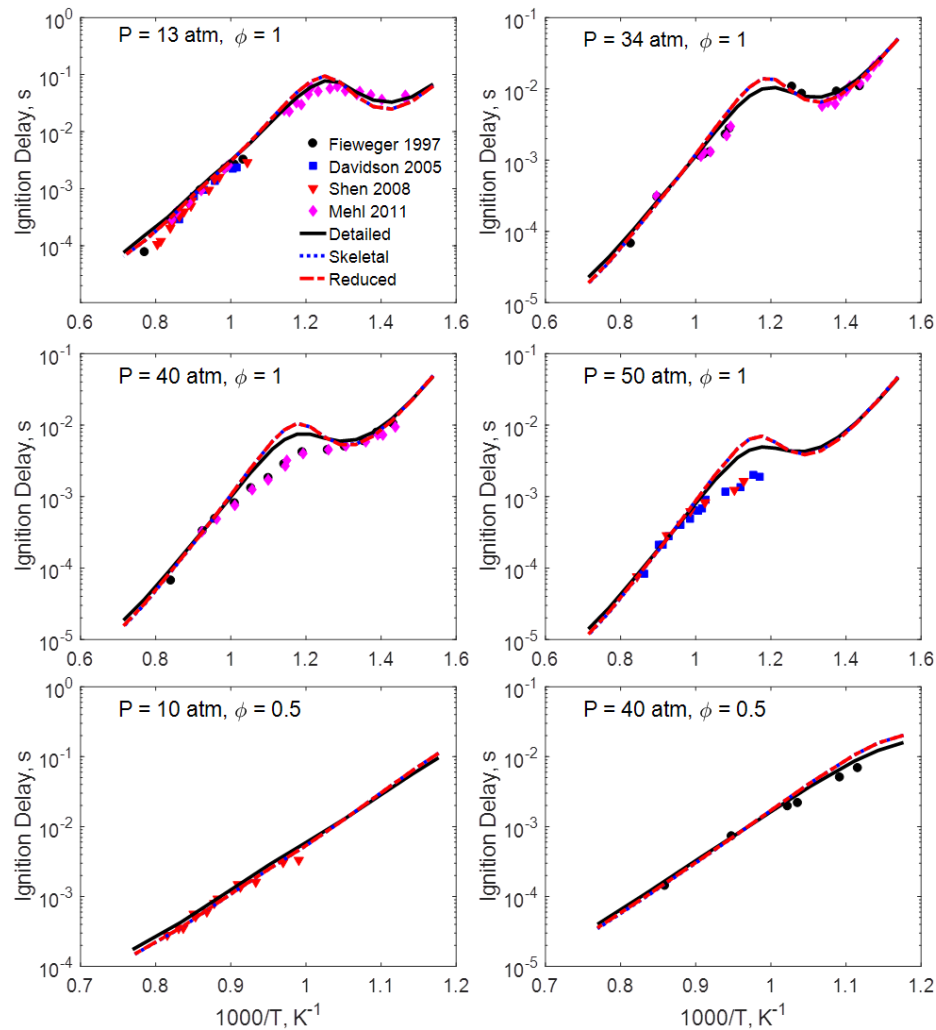 P = 13 atm, ϕ = 1
Ignition Delay, s
10⁰
10⁻¹
10⁻²
10⁻³
10⁻⁴
Fieweger 1997
Davidson 2005
Shen 2008
Mehl 2011
Detailed
Skeletal
Reduced
0.6 0.8 1 1.2 1.4 1.6
P = 34 atm, ϕ = 1
Ignition Delay, s
10⁻¹
10⁻²
10⁻³
10⁻⁴
10⁻⁵
0.6 0.8 1 1.2 1.4 1.6
P = 40 atm, ϕ = 1
Ignition Delay, s
10⁻¹
10⁻²
10⁻³
10⁻⁴
10⁻⁵
0.6 0.8 1 1.2 1.4 1.6
P = 50 atm, ϕ = 1
Ignition Delay, s
10⁻¹
10⁻²
10⁻³
10⁻⁴
10⁻⁵
0.6 0.8 1 1.2 1.4 1.6
P = 10 atm, ϕ = 0.5
Ignition Delay, s
10⁰
10⁻¹
10⁻²
10⁻³
10⁻⁴
0.7 0.8 0.9 1 1.1 1.2
1000/T, K⁻¹
P = 40 atm, ϕ = 0.5
Ignition Delay, s
10⁻¹
10⁻²
10⁻³
10⁻⁴
10⁻⁵
0.7 0.8 0.9 1 1.1 1.2
1000/T, K⁻¹